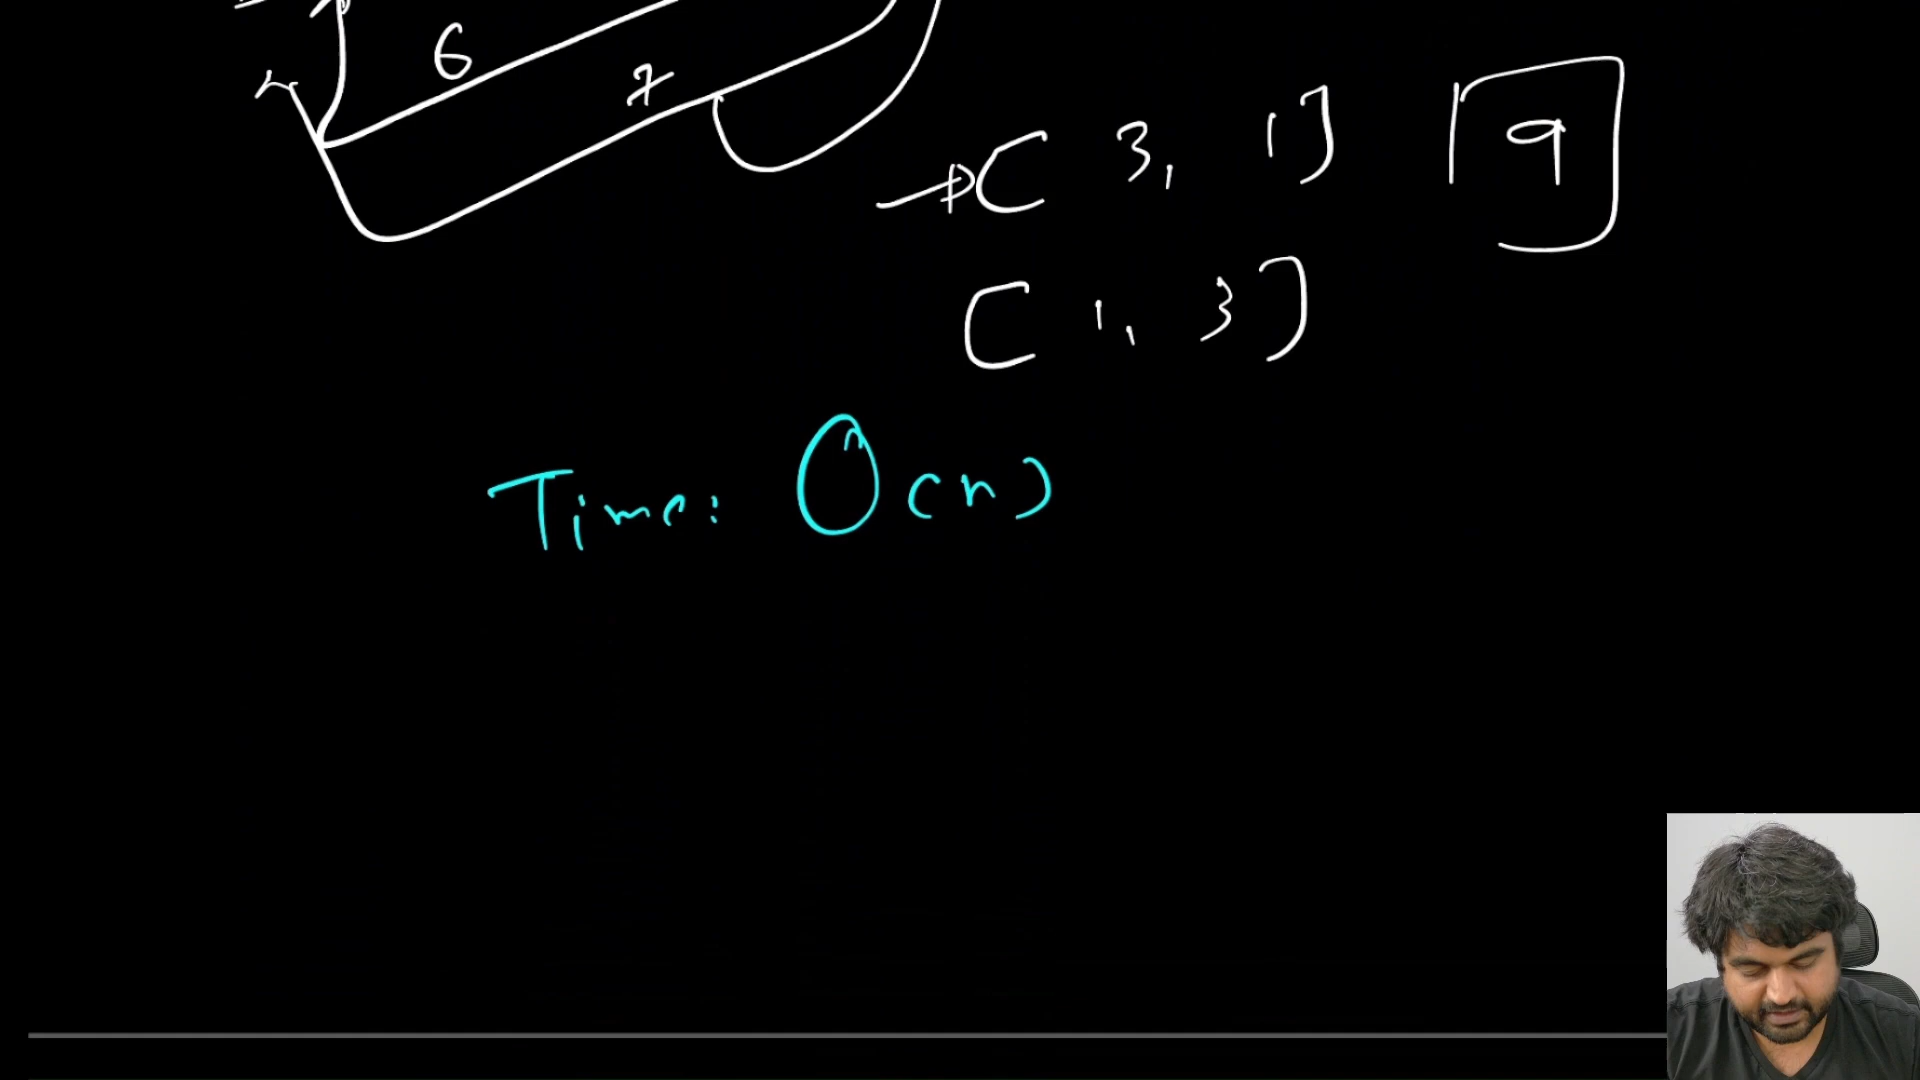 6
7
[ 3, 1] 9
[ 1, 3]
Time: O(n)